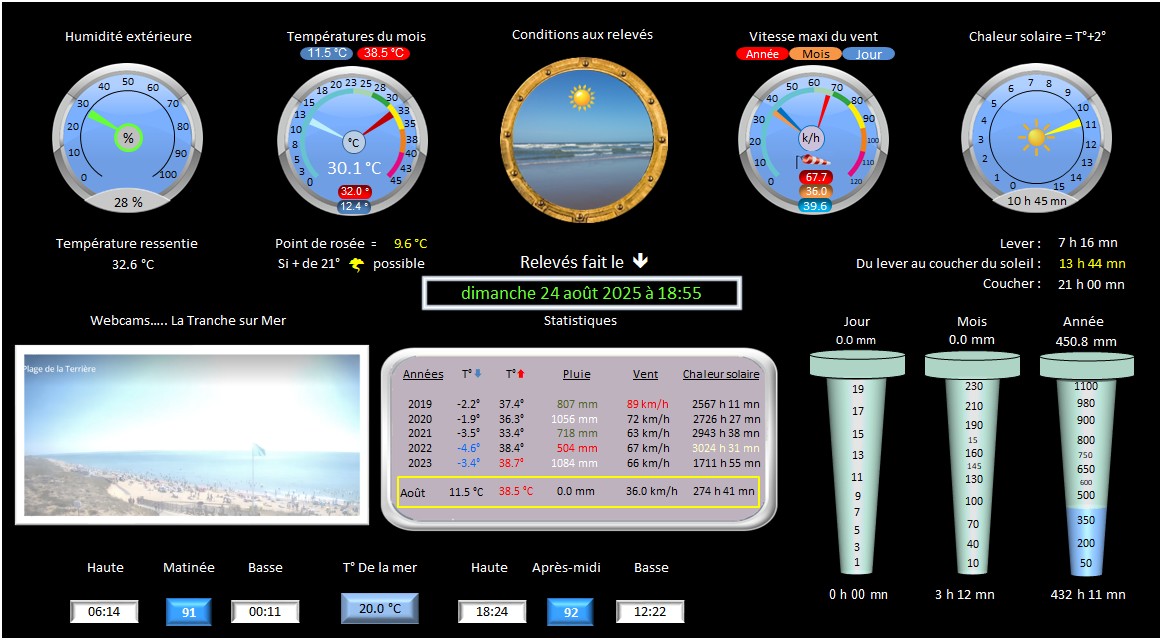 Humidité extérieure
Températures du mois
11.5 °C 38.5 °C
Conditions aux relevés
Vitesse maxi du vent
Année Mois Jour
Chaleur solaire = T°+2°
0 10 20 30 40 50 60 70 80 90 100
%
28 %
0 3 5 8 10 13 15 18 20 23 25 28 30 33 35 38 40 43 45
°C
30.1 °C
32.0 °
12.4 °
0 10 20 30 40 50 60 70 80 90 100 110 120
k/h
67.7
36.0
39.6
0 1 2 3 4 5 6 7 8 9 10 11 12 13 14 15
10 h 45 mn
Température ressentie
32.6 °C
Point de rosée = 9.6 °C
Si + de 21° possible
Relevés fait le
dimanche 24 août 2025 à 18:55
Lever : 7 h 16 mn
Du lever au coucher du soleil : 13 h 44 mn
Coucher : 21 h 00 mn
Webcams..... La Tranche sur Mer
Plage de la Terrière
Statistiques
Années T° T° Pluie Vent Chaleur solaire
2019 -2.2° 37.4° 807 mm 89 km/h 2567 h 11 mn
2020 -1.9° 36.3° 1056 mm 72 km/h 2726 h 27 mn
2021 -3.5° 33.4° 718 mm 63 km/h 2943 h 38 mn
2022 -4.6° 38.4° 504 mm 67 km/h 3024 h 31 mn
2023 -3.4° 38.7° 1084 mm 66 km/h 1711 h 55 mn
Août 11.5 °C 38.5 °C 0.0 mm 36.0 km/h 274 h 41 mn
Jour
0.0 mm
19
17
15
13
11
9
7
5
3
1
0 h 00 mn
Mois
0.0 mm
230
210
190
15
160
145
130
100
70
40
10
3 h 12 mn
Année
450.8 mm
1100
980
900
800
750
650
600
500
350
200
50
432 h 11 mn
Haute Matinée Basse T° De la mer Haute Après-midi Basse
06:14 91 00:11 20.0 °C 18:24 92 12:22